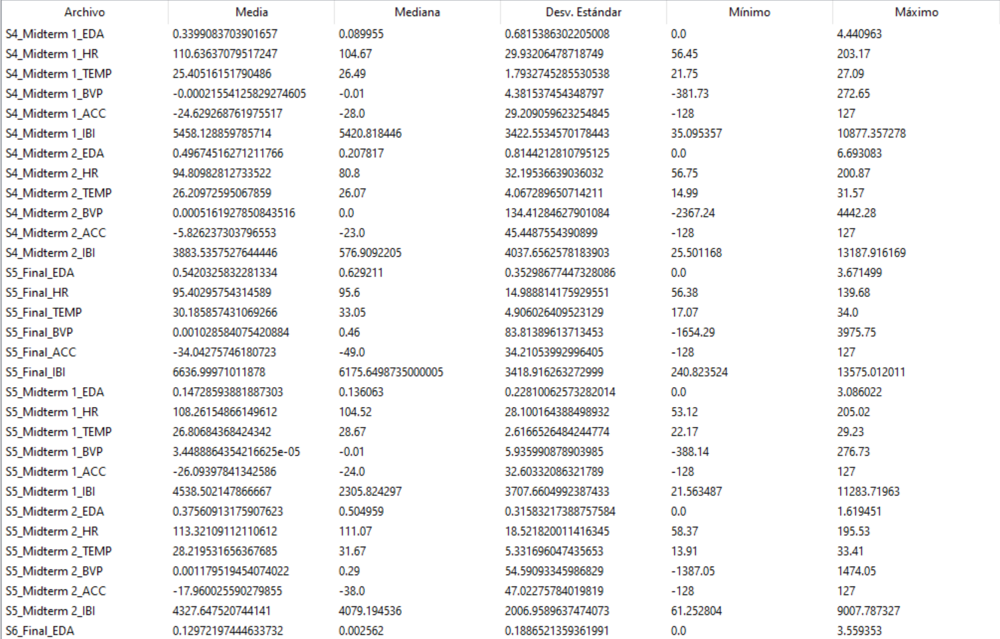 Archivo Media Mediana Desv. Estándar Mínimo Máximo
S4_Midterm 1_EDA 0.3399083703901657 0.089955 0.6815386302205008 0.0 4.440963
S4_Midterm 1_HR 110.63637079517247 104.67 29.93206478718749 56.45 203.17
S4_Midterm 1_TEMP 25.40516151790486 26.49 1.7932745285530538 21.75 27.09
S4_Midterm 1_BVP -0.00021554125829274605 -0.01 4.381537454348797 -381.73 272.65
S4_Midterm 1_ACC -24.629268761975517 -28.0 29.209059623254845 -128 127
S4_Midterm 1_IBI 5458.128859785714 5420.818446 3422.5534570178443 35.095357 10877.357278
S4_Midterm 2_EDA 0.49674516271211766 0.207817 0.8144212810795125 0.0 6.693083
S4_Midterm 2_HR 94.80982812733522 80.8 32.19536639036032 56.75 200.87
S4_Midterm 2_TEMP 26.20972595067859 26.07 4.067289650714211 14.99 31.57
S4_Midterm 2_BVP 0.0005161927850843516 0.0 134.41284627901084 -2367.24 4442.28
S4_Midterm 2_ACC -5.826237303796553 -23.0 45.4487554390899 -128 127
S4_Midterm 2_IBI 3883.5357527644446 576.9092205 4037.6562578183903 25.501168 13187.916169
S5_Final_EDA 0.5420325832281334 0.629211 0.35298677447328086 0.0 3.671499
S5_Final_HR 95.40295754314589 95.6 14.988814175929551 56.38 139.68
S5_Final_TEMP 30.185857431069266 33.05 4.906026409523129 17.07 34.0
S5_Final_BVP 0.0010285840754208​84 0.46 83.81389613713453 -1654.29 3975.75
S5_Final_ACC -34.04275746180723 -49.0 34.21053992996405 -128 127
S5_Final_IBI 6636.99971011878 6175.6498735000005 3418.916263272999 240.823524 13575.012011
S5_Midterm 1_EDA 0.14728593881887303 0.136063 0.22810062573282014 0.0 3.086022
S5_Midterm 1_HR 108.26154866149612 104.52 28.100164388498932 53.12 205.02
S5_Midterm 1_TEMP 26.80684368424342 28.67 2.6166526484244774 22.17 29.23
S5_Midterm 1_BVP 3.4488864354216625e-05 -0.01 5.935990878903985 -388.14 276.73
S5_Midterm 1_ACC -26.09397841342586 -24.0 32.60332086321789 -128 127
S5_Midterm 1_IBI 4538.502147866667 2305.824297 3707.6604992387433 21.563487 11283.71963
S5_Midterm 2_EDA 0.37560913175907623 0.504959 0.31583217388757584 0.0 1.619451
S5_Midterm 2_HR 113.32109112110612 111.07 18.521820011416345 58.37 195.53
S5_Midterm 2_TEMP 28.219531656367685 31.67 5.331696047435653 13.91 33.41
S5_Midterm 2_BVP 0.001179519454074022 0.29 54.59093345986829 -1387.05 1474.05
S5_Midterm 2_ACC -17.960025590279855 -38.0 47.02275784019819 -128 127
S5_Midterm 2_IBI 4327.647520744141 4079.194536 2006.9589637474073 61.252804 9007.787327
S6_Final_EDA 0.12972197444633732 0.002562 0.1886521359361991 0.0 3.559353